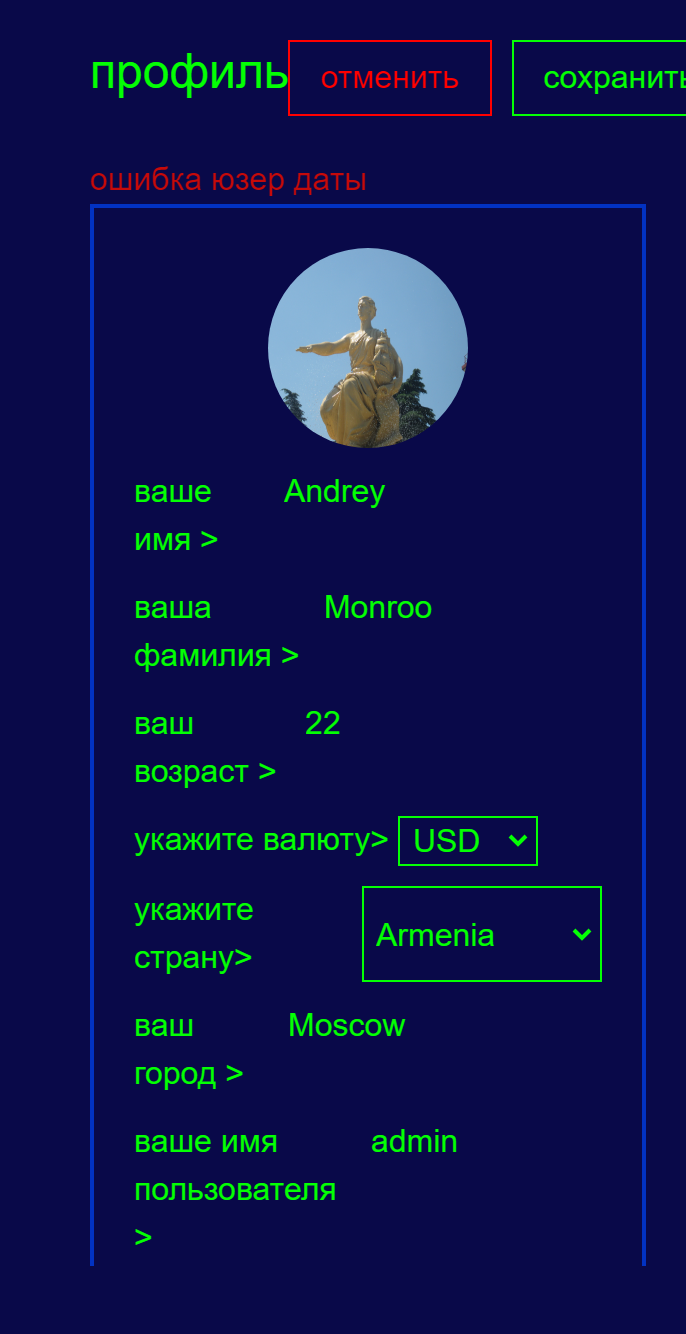 профиль отменить сохранить
ошибка юзер даты
ваше Andrey
имя >
ваша Monroo
фамилия >
ваш 22
возраст >
укажите валюту> USD
укажите
страну> Armenia
ваш Moscow
город >
ваше имя admin
пользователя
>